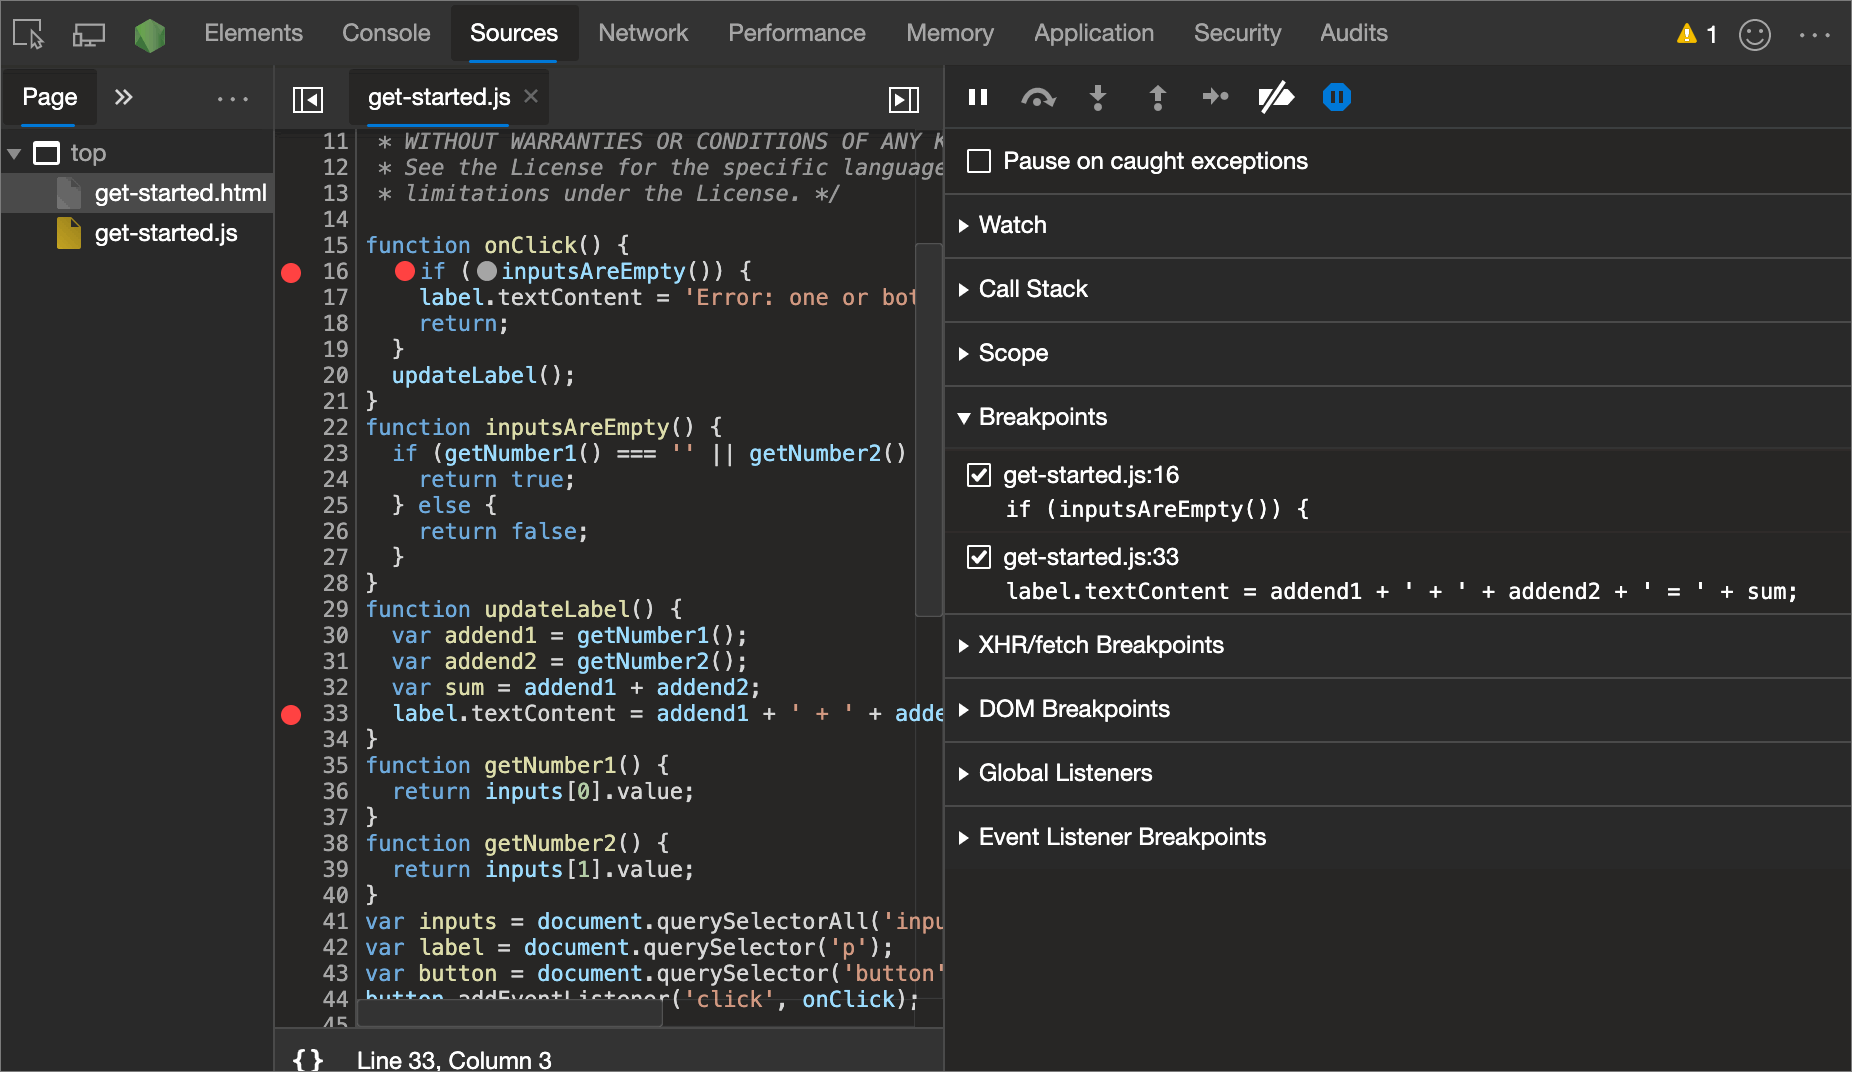 Elements Console Sources Network Performance Memory Application Security Audits 1
Page
get-started.js
top
get-started.html
get-started.js
11 * WITHOUT WARRANTIES OR CONDITIONS OF ANY K
12 * See the License for the specific language
13 * limitations under the License. */
14
15 function onClick() {
16 if (inputsAreEmpty()) {
17 label.textContent = 'Error: one or bot
18 return;
19 }
20 updateLabel();
21 }
22 function inputsAreEmpty() {
23 if (getNumber1() === '' || getNumber2()
24 return true;
25 } else {
26 return false;
27 }
28 }
29 function updateLabel() {
30 var addend1 = getNumber1();
31 var addend2 = getNumber2();
32 var sum = addend1 + addend2;
33 label.textContent = addend1 + ' + ' + adde
34 }
35 function getNumber1() {
36 return inputs[0].value;
37 }
38 function getNumber2() {
39 return inputs[1].value;
40 }
41 var inputs = document.querySelectorAll('inpu
42 var label = document.querySelector('p');
43 var button = document.querySelector('button'
44 button.addEventListener('click', onClick);
45
{} Line 33, Column 3
Pause on caught exceptions
Watch
Call Stack
Scope
Breakpoints
get-started.js:16
if (inputsAreEmpty()) {
get-started.js:33
label.textContent = addend1 + ' + ' + addend2 + ' = ' + sum;
XHR/fetch Breakpoints
DOM Breakpoints
Global Listeners
Event Listener Breakpoints